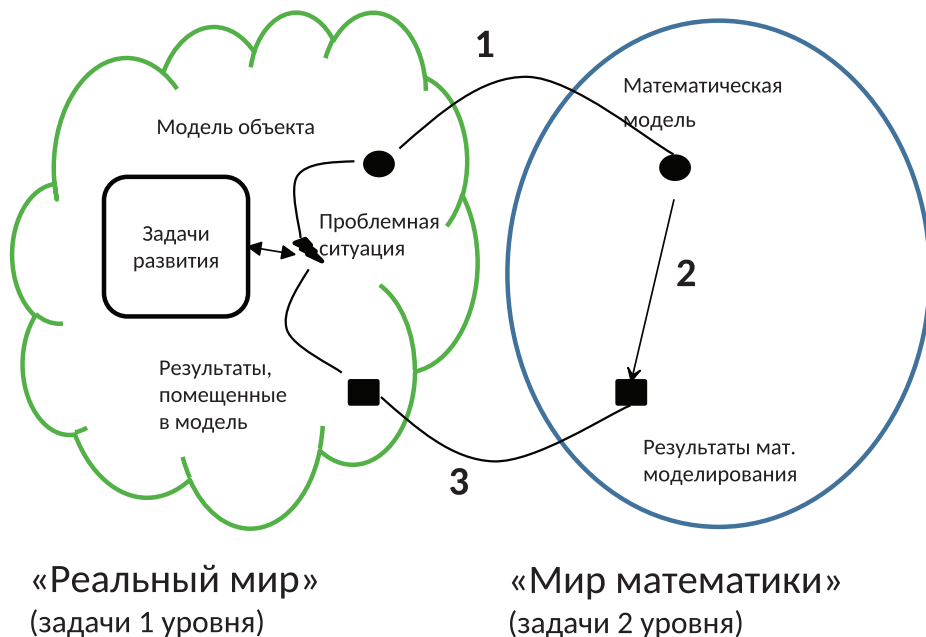 1
Математическая
модель
Модель объекта
Проблемная
ситуация
Задачи
развития
2
Результаты,
помещенные
в модель
Результаты мат.
моделирования
3
«Реальный мир»
(задачи 1 уровня)
«Мир математики»
(задачи 2 уровня)